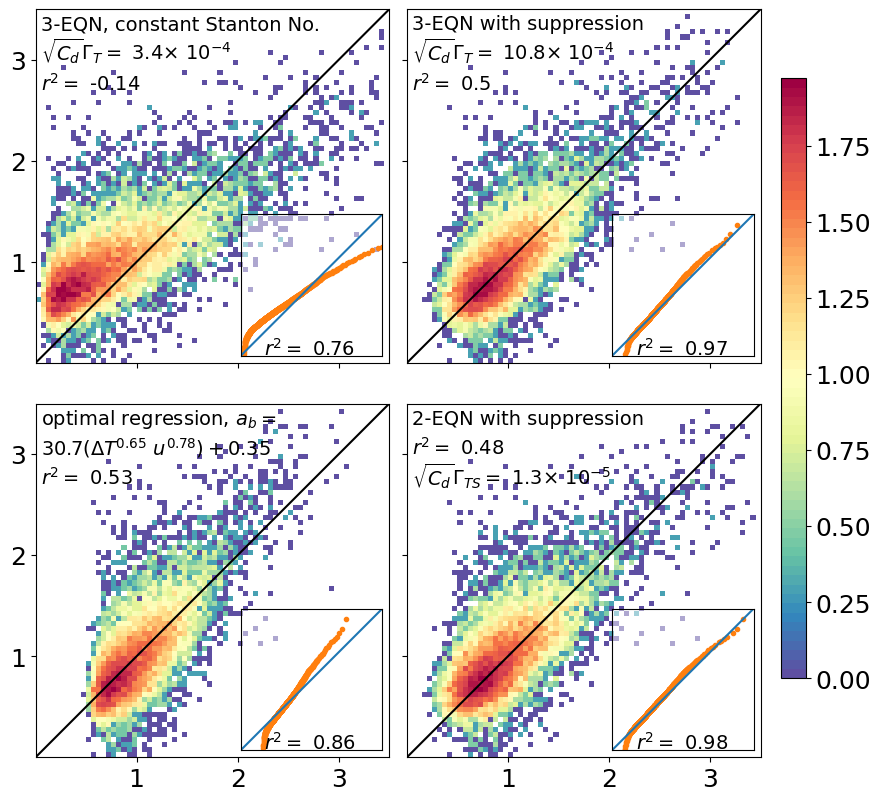 3-EQN, constant Stanton No.
√C_d Γ_T = 3.4× 10⁻⁴
r² = -0.14
3
2
1
r² = 0.76
3-EQN with suppression
√C_d Γ_T = 10.8× 10⁻⁴
r² = 0.5
r² = 0.97
optimal regression, a_b =
30.7(ΔT^0.65 u^0.78) + 0.35
r² = 0.53
3
2
1
r² = 0.86
1
2
3
2-EQN with suppression
r² = 0.48
√C_d Γ_TS = 1.3× 10⁻⁵
r² = 0.98
1
2
3
1.75
1.50
1.25
1.00
0.75
0.50
0.25
0.00